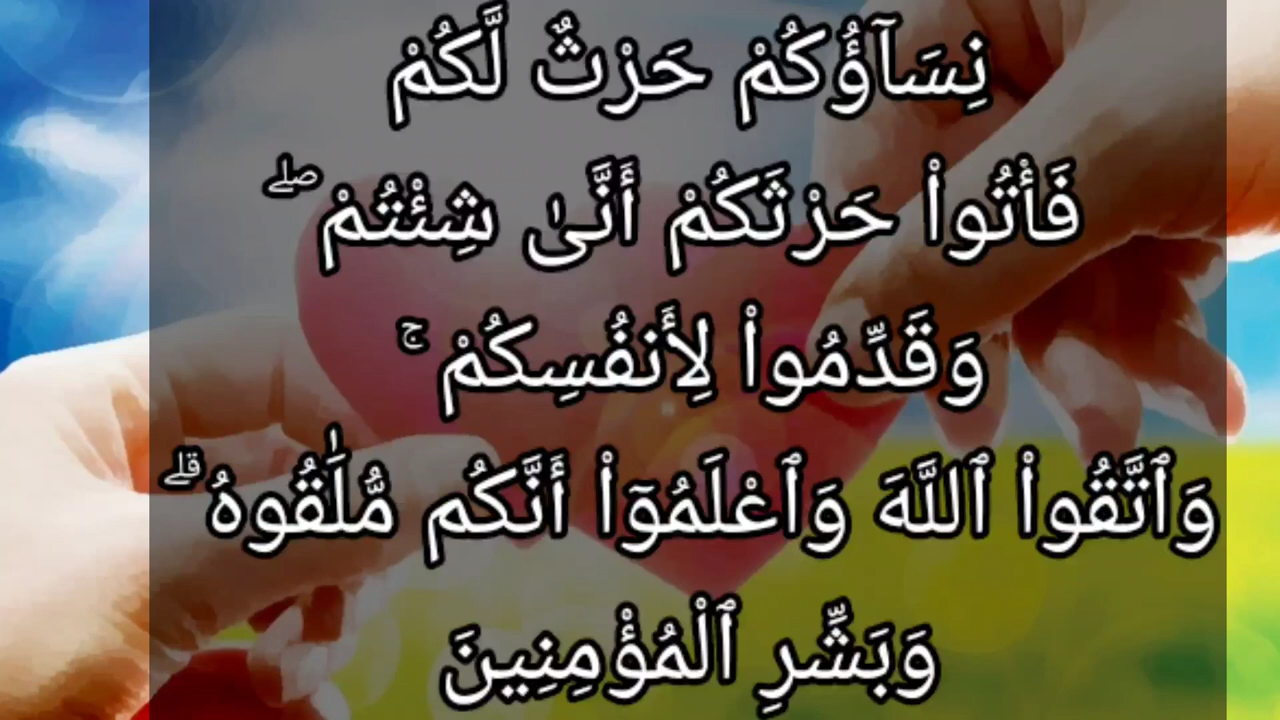 نِسَآؤُكُمْ حَرْثٌ لَّكُمْ
فَأْتُوا۟ حَرْثَكُمْ أَنَّىٰ شِئْتُمْ ۖ
وَقَدِّمُوا۟ لِأَنفُسِكُمْ ۚ
وَٱتَّقُوا۟ ٱللَّهَ وَٱعْلَمُوٓا۟ أَنَّكُم مُّلَٰقُوهُ ۗ
وَبَشِّرِ ٱلْمُؤْمِنِينَ